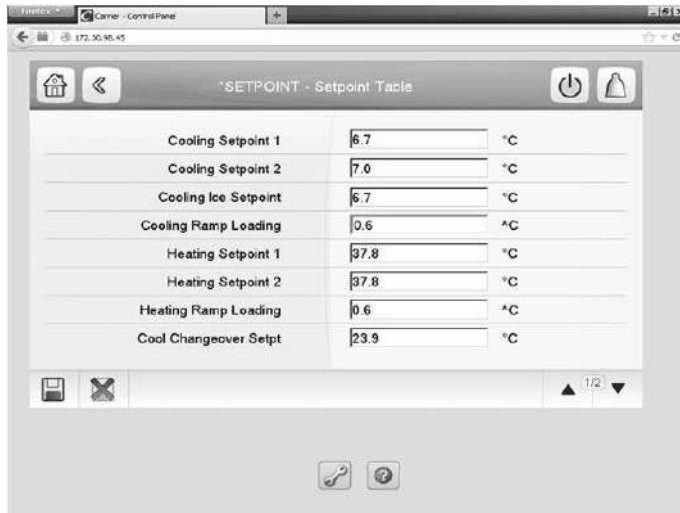 Firefox
Carrier - Control Panel
172.30.98.45
*SETPOINT - Setpoint Table
Cooling Setpoint 1 6.7 °C
Cooling Setpoint 2 7.0 °C
Cooling Ice Setpoint 6.7 °C
Cooling Ramp Loading 0.6 ^C
Heating Setpoint 1 37.8 °C
Heating Setpoint 2 37.8 °C
Heating Ramp Loading 0.6 ^C
Cool Changeover Setpt 23.9 °C
1/2